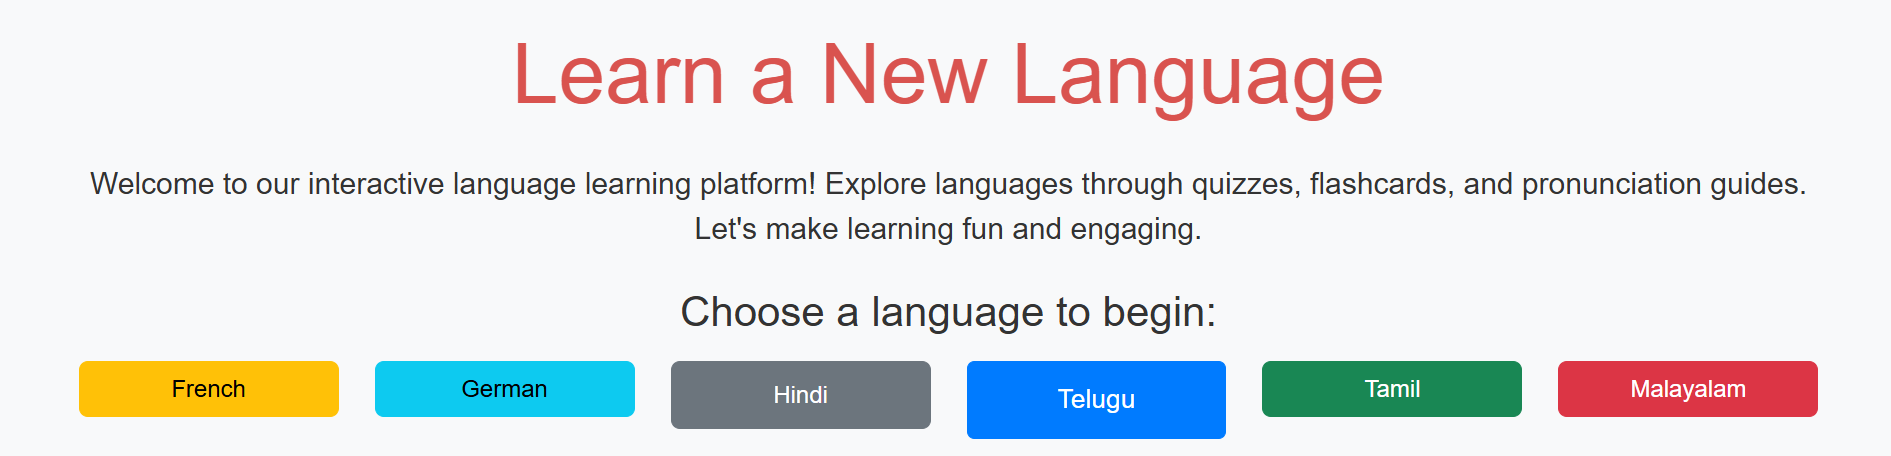 Learn a New Language
Welcome to our interactive language learning platform! Explore languages through quizzes, flashcards, and pronunciation guides.
Let's make learning fun and engaging.
Choose a language to begin:
French
German
Hindi
Telugu
Tamil
Malayalam